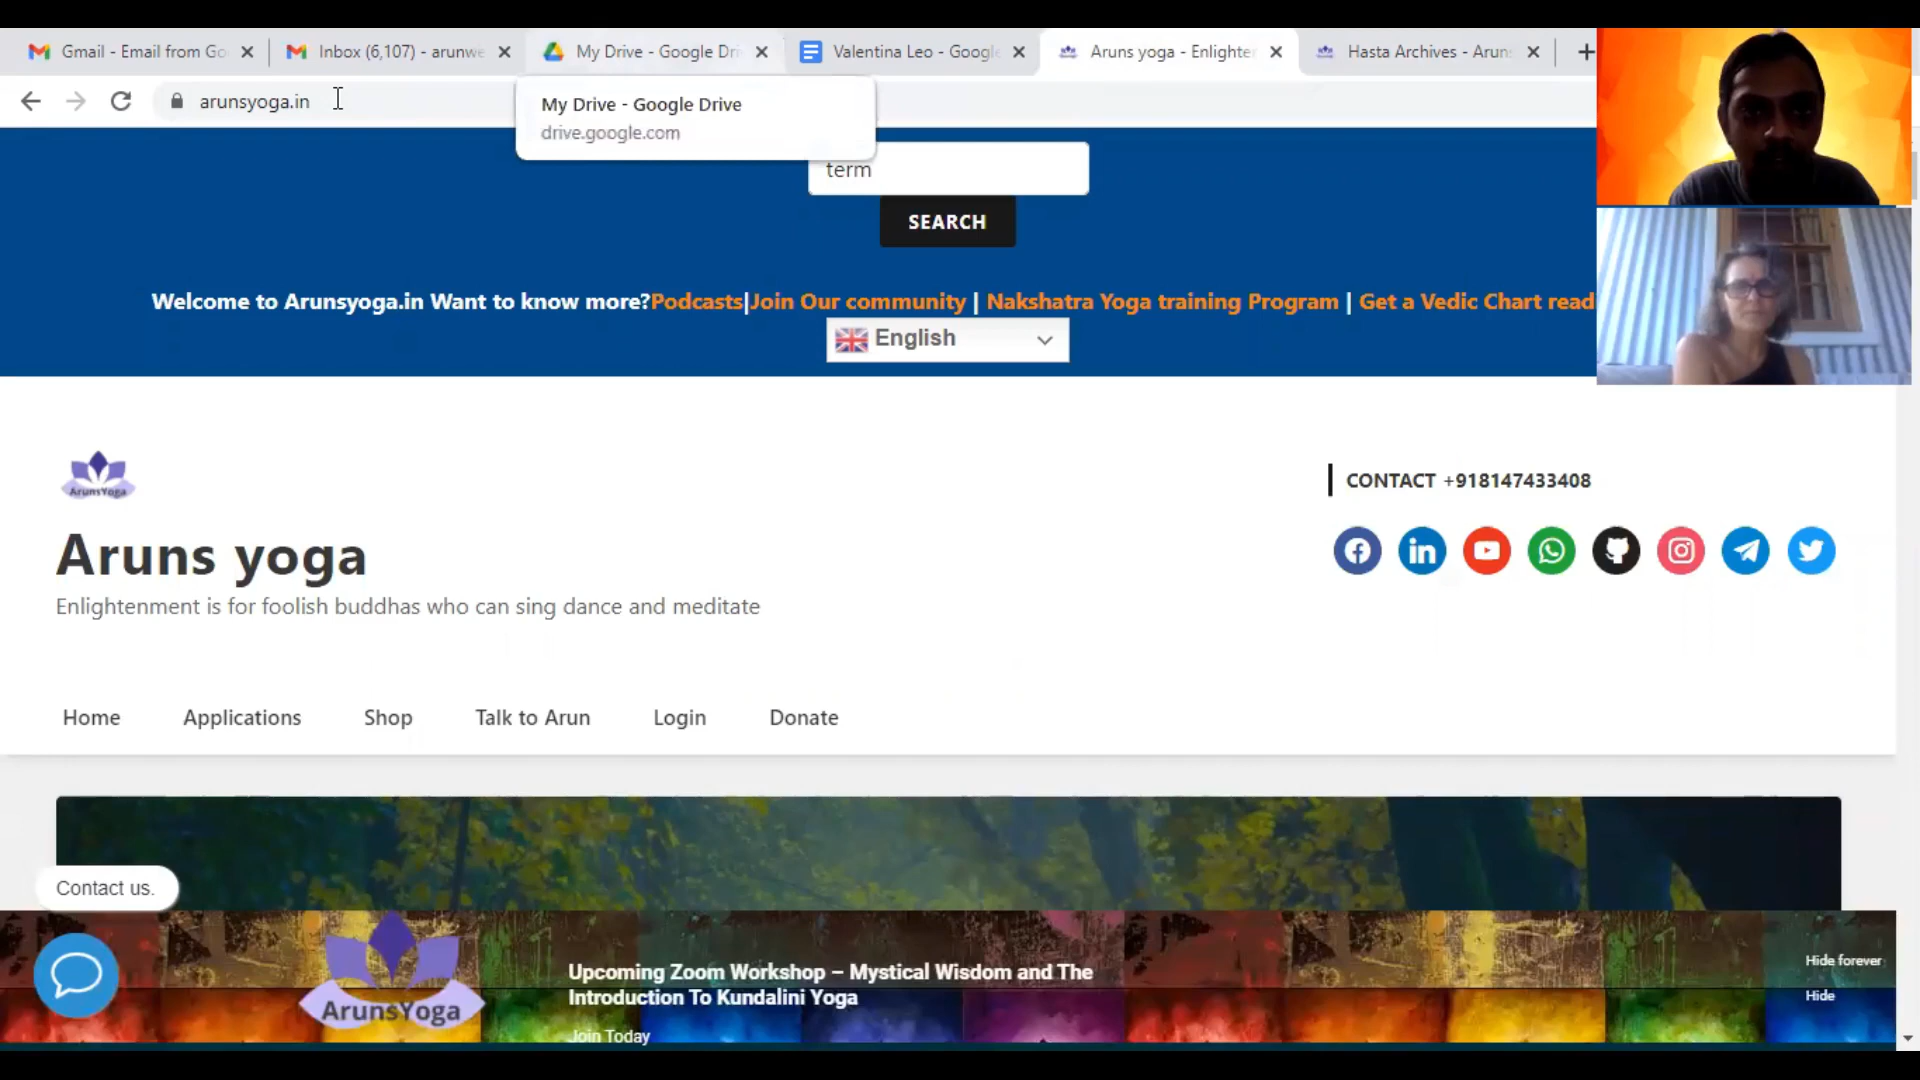 Gmail - Email from Go
Inbox (6,107) - arunwe
My Drive - Google Dri
Valentina Leo - Google
Aruns yoga - Enlighte
Hasta Archives - Arun
arunsyoga.in
My Drive - Google Drive
drive.google.com
term
SEARCH
Welcome to Arunsyoga.in Want to know more?Podcasts|Join Our community | Nakshatra Yoga training Program | Get a Vedic Chart read
English
ArunsYoga
CONTACT +918147433408
Aruns yoga
Enlightenment is for foolish buddhas who can sing dance and meditate
Home Applications Shop Talk to Arun Login Donate
Contact us.
ArunsYoga
Upcoming Zoom Workshop – Mystical Wisdom and The
Introduction To Kundalini Yoga
Join Today
Hide forever
Hide